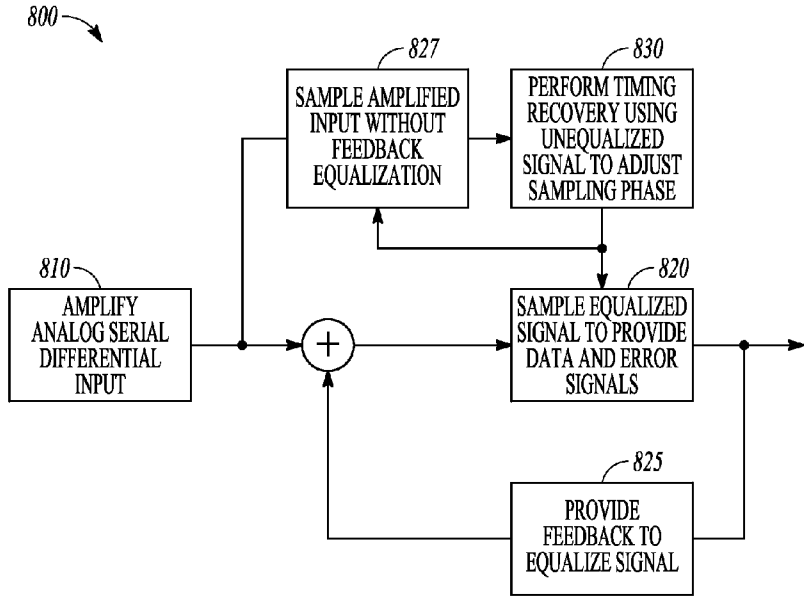 800
827
SAMPLE AMPLIFIED
INPUT WITHOUT
FEEDBACK
EQUALIZATION
830
PERFORM TIMING
RECOVERY USING
UNEQUALIZED
SIGNAL TO ADJUST
SAMPLING PHASE
810
AMPLIFY
ANALOG SERIAL
DIFFERENTIAL
INPUT
+
820
SAMPLE EQUALIZED
SIGNAL TO PROVIDE
DATA AND ERROR
SIGNALS
825
PROVIDE
FEEDBACK TO
EQUALIZE SIGNAL